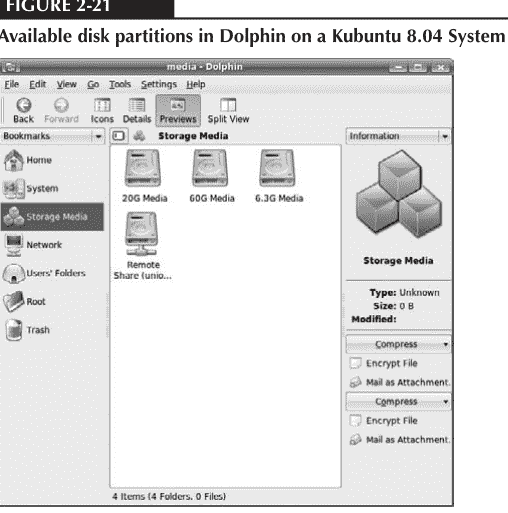 FIGURE 2-21
Available disk partitions in Dolphin on a Kubuntu 8.04 System
media - Dolphin
File Edit View Go Tools Settings Help
Back Forward Icons Details Previews Split View
Bookmarks
Storage Media
Information
Home
System
Storage Media
Network
Users' Folders
Root
Trash
20G Media 60G Media 6.3G Media
Remote
Share (unio...
Storage Media
Type: Unknown
Size: 0 B
Modified:
Compress
Encrypt File
Mail as Attachment.
Compress
Encrypt File
Mail as Attachment.
4 Items (4 Folders, 0 Files)